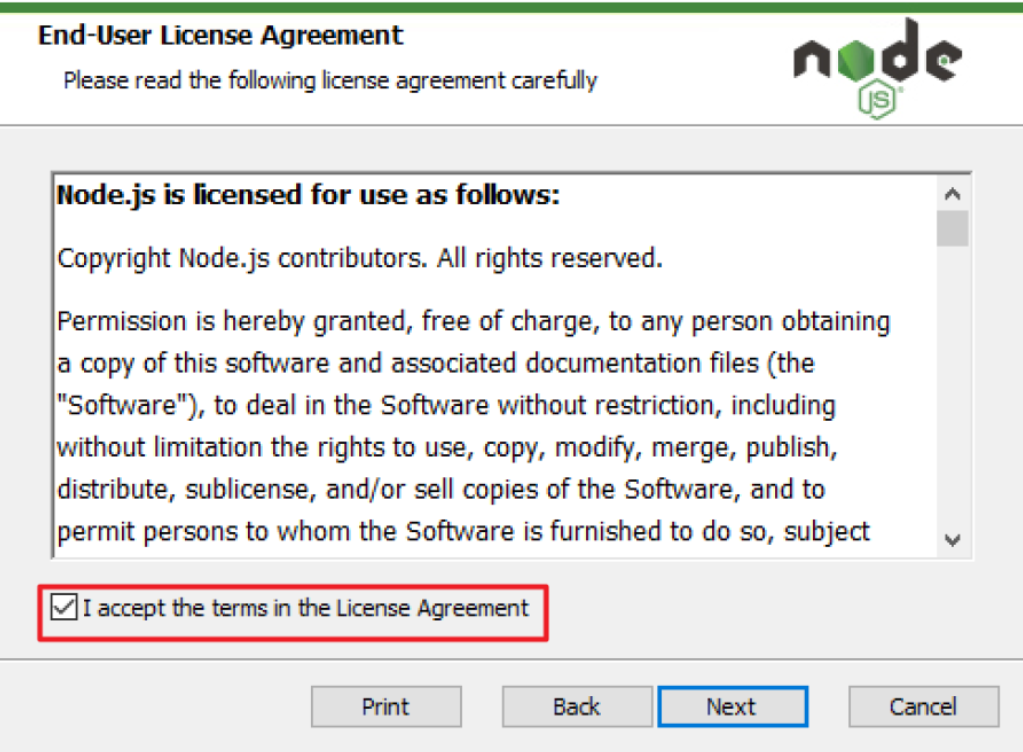 End-User License Agreement
Please read the following license agreement carefully
node
JS
Node.js is licensed for use as follows:
Copyright Node.js contributors. All rights reserved.
Permission is hereby granted, free of charge, to any person obtaining
a copy of this software and associated documentation files (the
"Software"), to deal in the Software without restriction, including
without limitation the rights to use, copy, modify, merge, publish,
distribute, sublicense, and/or sell copies of the Software, and to
permit persons to whom the Software is furnished to do so, subject
I accept the terms in the License Agreement
Print
Back
Next
Cancel